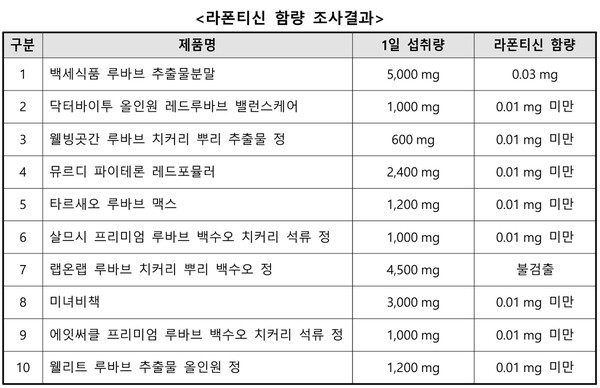 <라폰티신 함량 조사결과>
구분 제품명 1일 섭취량 라폰티신 함량
1 백세식품 루바브 추출물분말 5,000 mg 0.03 mg
2 닥터바이투 올인원 레드루바브 밸런스케어 1,000 mg 0.01 mg 미만
3 웰빙곳간 루바브 치커리 뿌리 추출물 정 600 mg 0.01 mg 미만
4 뮤르디 파이테론 레드포뮬러 2,400 mg 0.01 mg 미만
5 타르새오 루바브 맥스 1,200 mg 0.01 mg 미만
6 살므시 프리미엄 루바브 백수오 치커리 석류 정 1,000 mg 0.01 mg 미만
7 랩온랩 루바브 치커리 뿌리 백수오 정 4,500 mg 불검출
8 미녀비책 3,000 mg 0.01 mg 미만
9 에잇써클 프리미엄 루바브 백수오 치커리 석류 정 1,000 mg 0.01 mg 미만
10 웰리트 루바브 추출물 올인원 정 1,200 mg 0.01 mg 미만